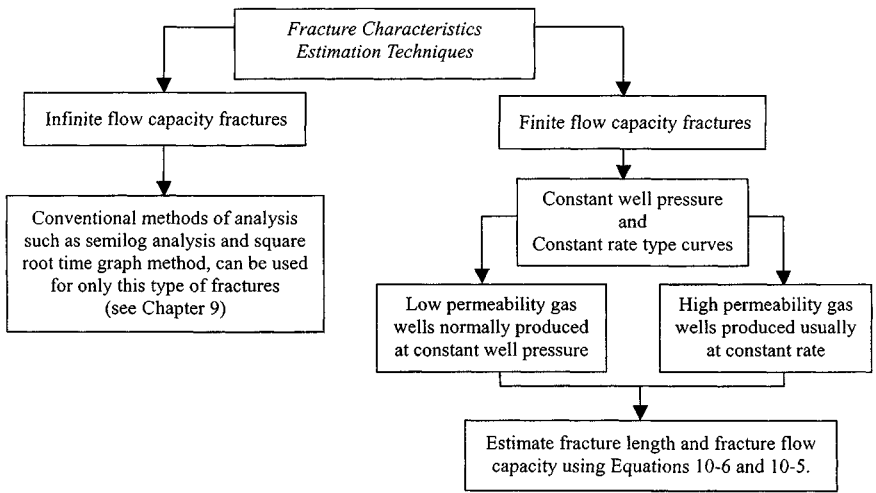 Fracture Characteristics
Estimation Techniques
Infinite flow capacity fractures
Finite flow capacity fractures
Conventional methods of analysis
such as semilog analysis and square
root time graph method, can be used
for only this type of fractures
(see Chapter 9)
Constant well pressure
and
Constant rate type curves
Low permeability gas
wells normally produced
at constant well pressure
High permeability gas
wells produced usually
at constant rate
Estimate fracture length and fracture flow
capacity using Equations 10-6 and 10-5.